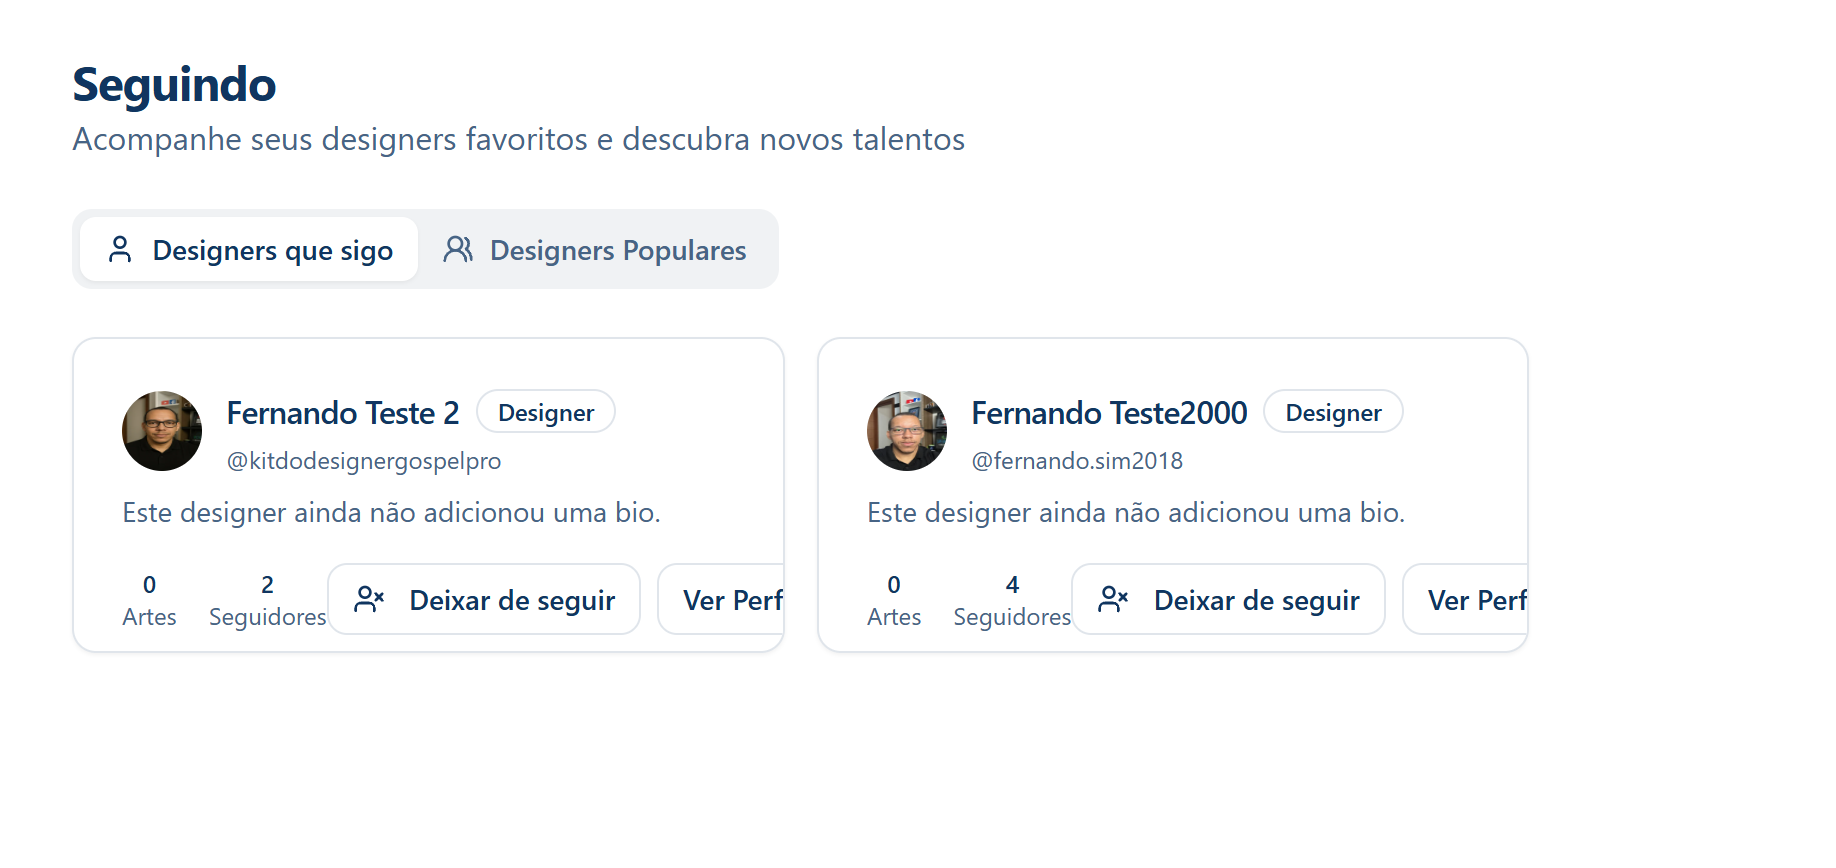 Seguindo
Acompanhe seus designers favoritos e descubra novos talentos
Designers que sigo
Designers Populares
Fernando Teste 2
Designer
@kitdodesignergospelpro
Este designer ainda não adicionou uma bio.
0
Artes
2
Seguidores
Deixar de seguir
Ver Perf
Fernando Teste2000
Designer
@fernando.sim2018
Este designer ainda não adicionou uma bio.
0
Artes
4
Seguidores
Deixar de seguir
Ver Perf